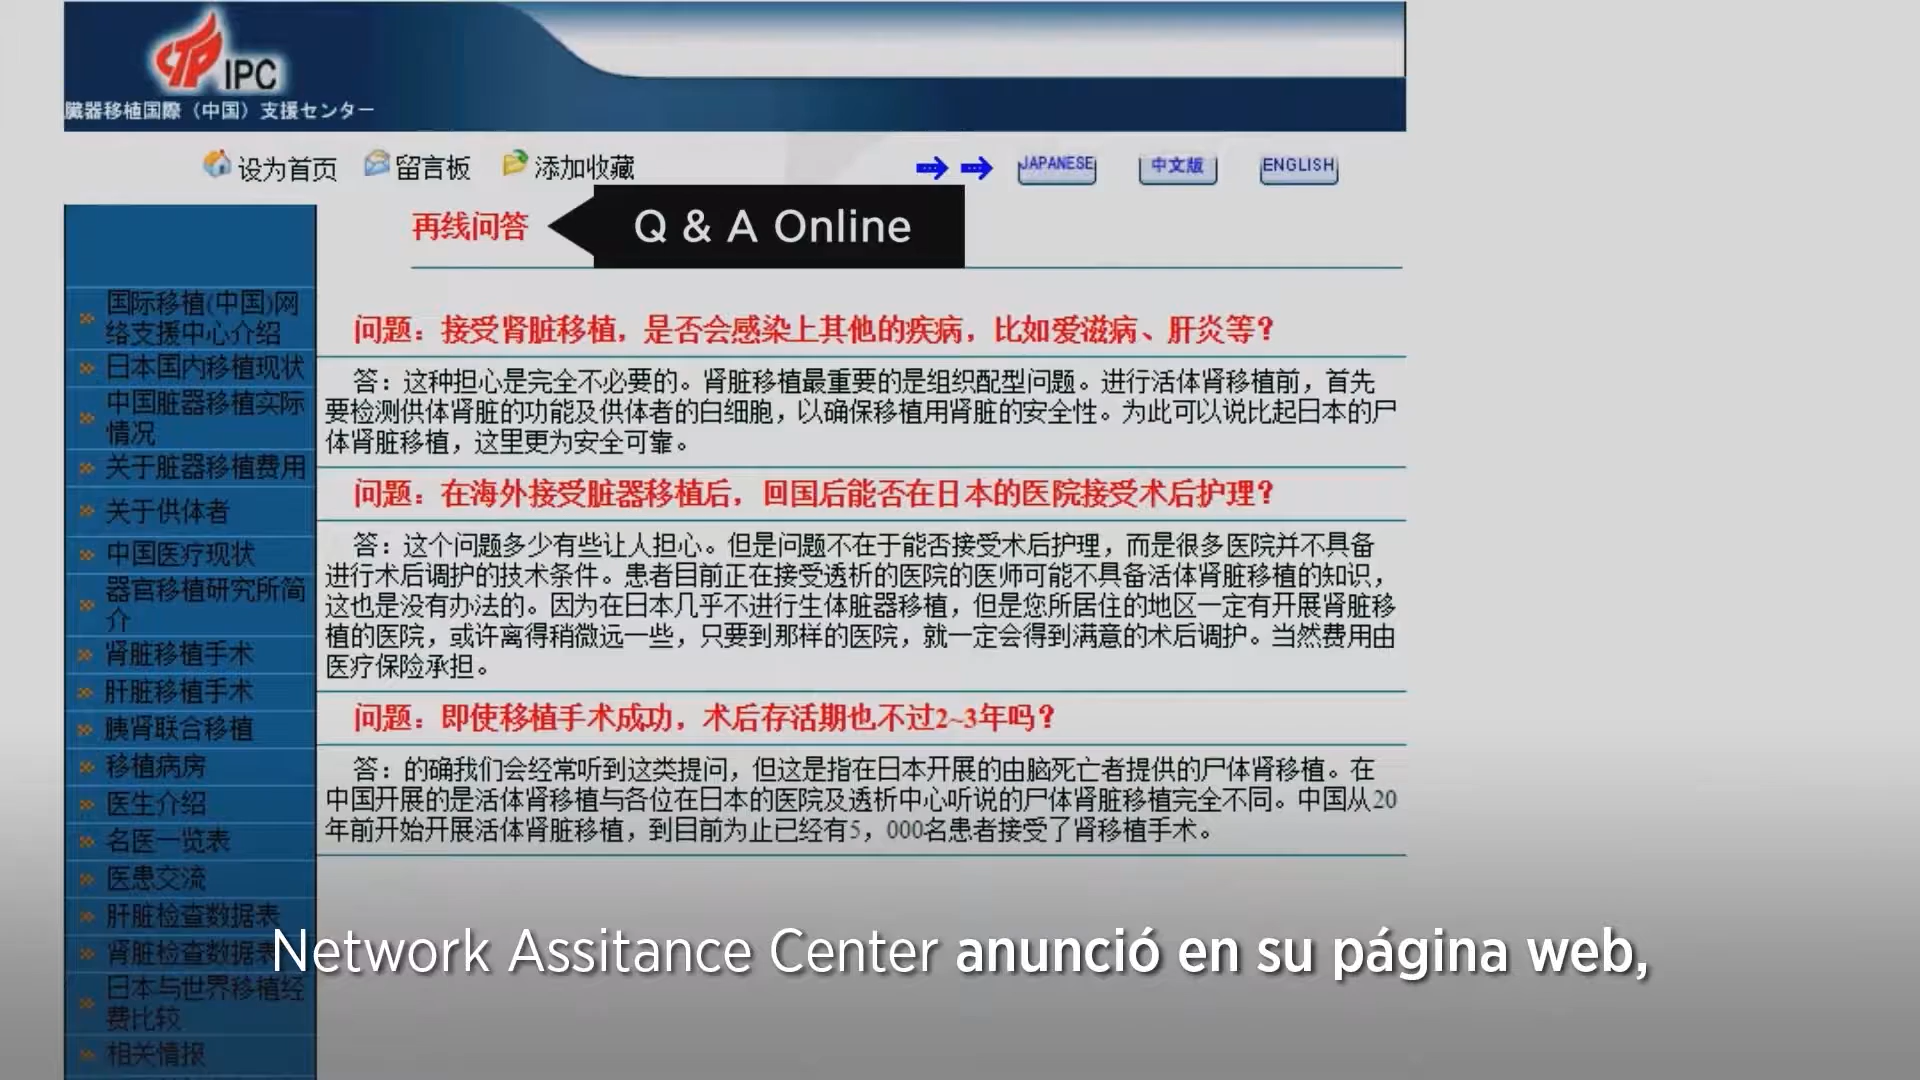 CTP IPC
臓器移植国際（中国）支援センター
设为首页 留言板 添加收藏 JAPANESE 中文版 ENGLISH
再线问答 Q & A Online
国际移植(中国)网
络支援中心介绍
日本国内移植现状
中国脏器移植实际
情况
关于脏器移植费用
关于供体者
中国医疗现状
器官移植研究所简
介
肾脏移植手术
肝脏移植手术
胰肾联合移植
移植病房
医生介绍
名医一览表
医患交流
肝脏检查数据表
肾脏检查数据表
日本与世界移植经
费比较
相关情报
问题：接受肾脏移植，是否会感染上其他的疾病，比如爱滋病、肝炎等？
答：这种担心是完全不必要的。肾脏移植最重要的是组织配型问题。进行活体肾移植前，首先
要检测供体肾脏的功能及供体者的白细胞，以确保移植用肾脏的安全性。为此可以说比起日本的尸
体肾脏移植，这里更为安全可靠。
问题：在海外接受脏器移植后，回国后能否在日本的医院接受术后护理？
答：这个问题多少有些让人担心。但是问题不在于能否接受术后护理，而是很多医院并不具备
进行术后调护的技术条件。患者目前正在接受透析的医院的医师可能不具备活体肾脏移植的知识，
这也是没有办法的。因为在日本几乎不进行生体脏器移植，但是您所居住的地区一定有开展肾脏移
植的医院，或许离得稍微远一些，只要到那样的医院，就一定会得到满意的术后调护。当然费用由
医疗保险承担。
问题：即使移植手术成功，术后存活期也不过2~3年吗？
答：的确我们会经常听到这类提问，但这是指在日本开展的由脑死亡者提供的尸体肾移植。在
中国开展的是活体肾移植与各位在日本的医院及透析中心听说的尸体肾脏移植完全不同。中国从20
年前开始开展活体肾脏移植，到目前为止已经有5，000名患者接受了肾移植手术。
Network Assitance Center anunció en su página web,